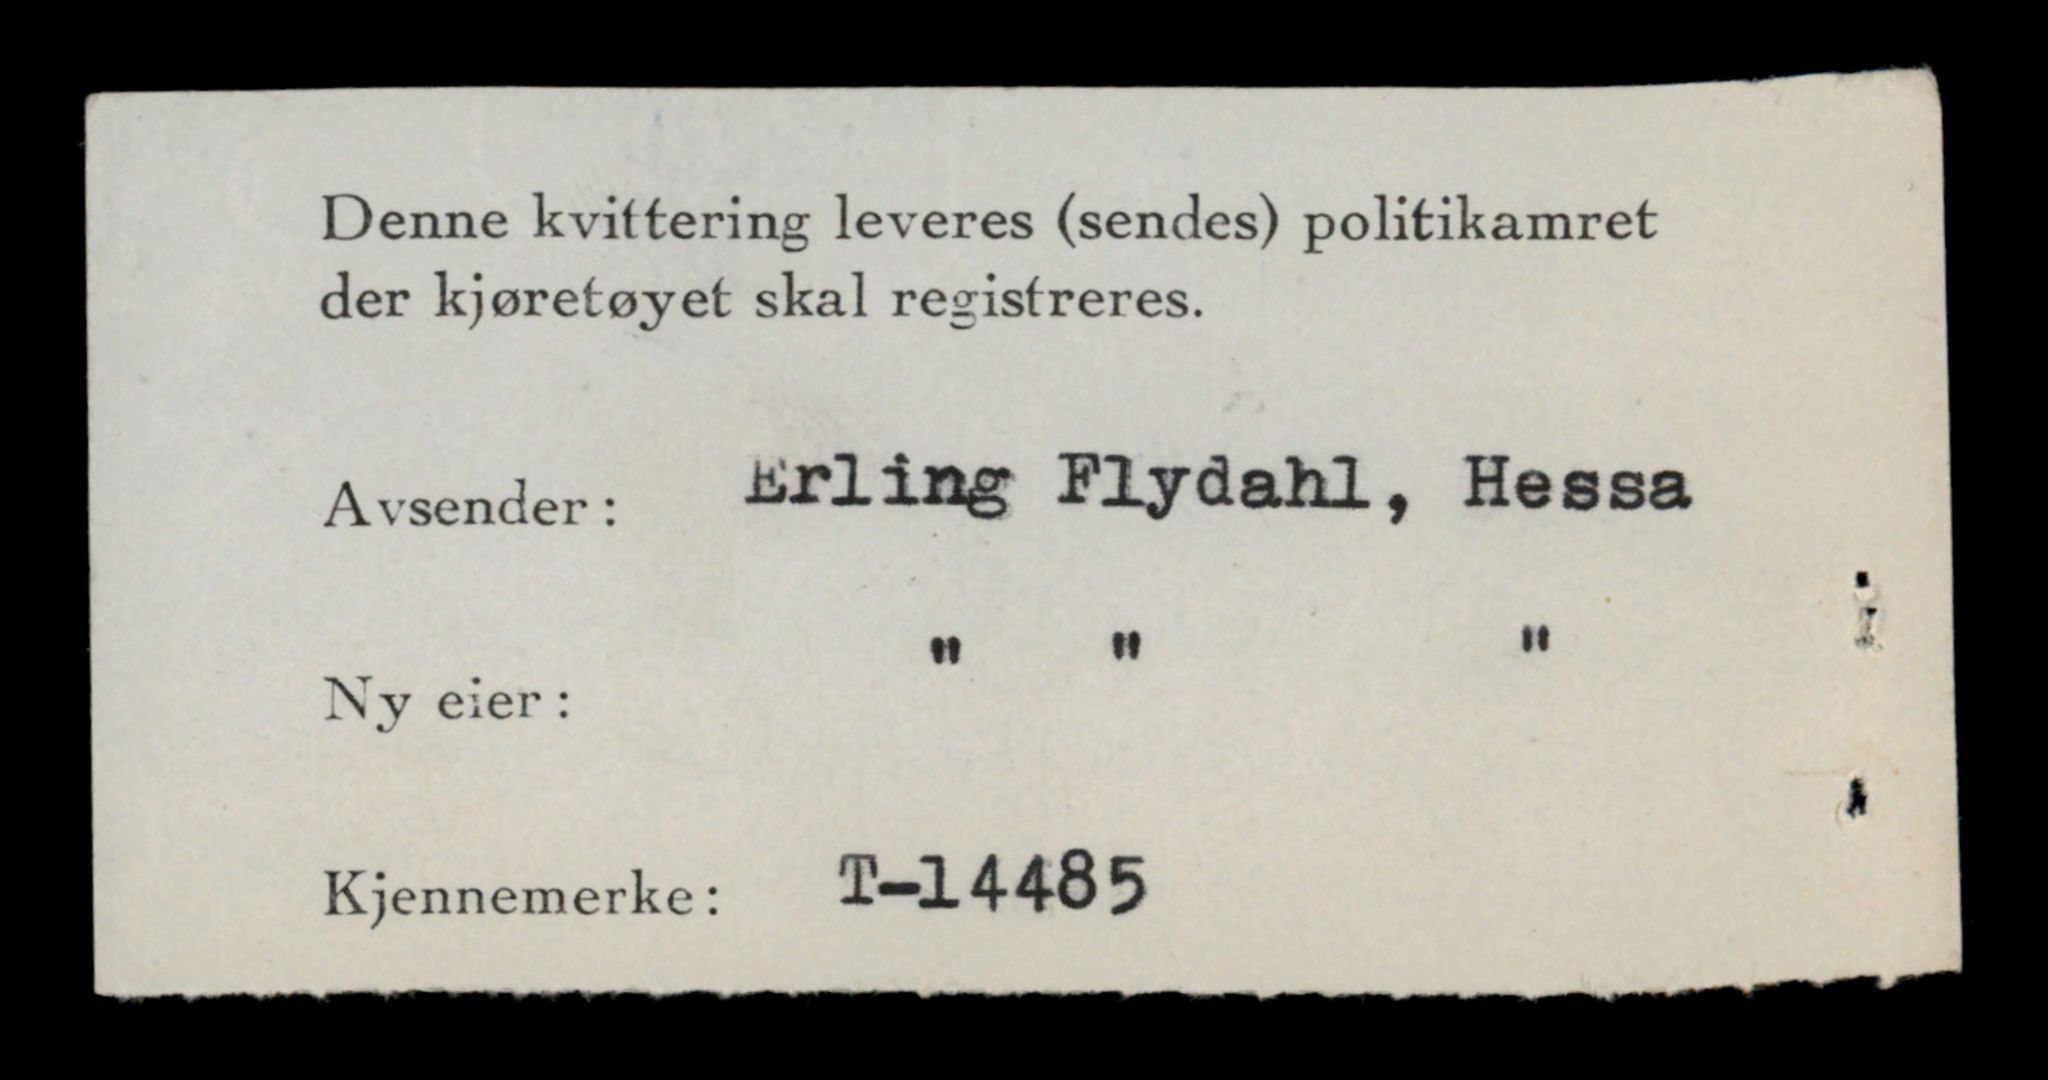 Denne kvittering leveres (sendes) politikamret
der kjøretøyet skal registreres.
Avsender: Erling Flydahl, Hessa
Ny eier: " " "
Kjennemerke: T-14485